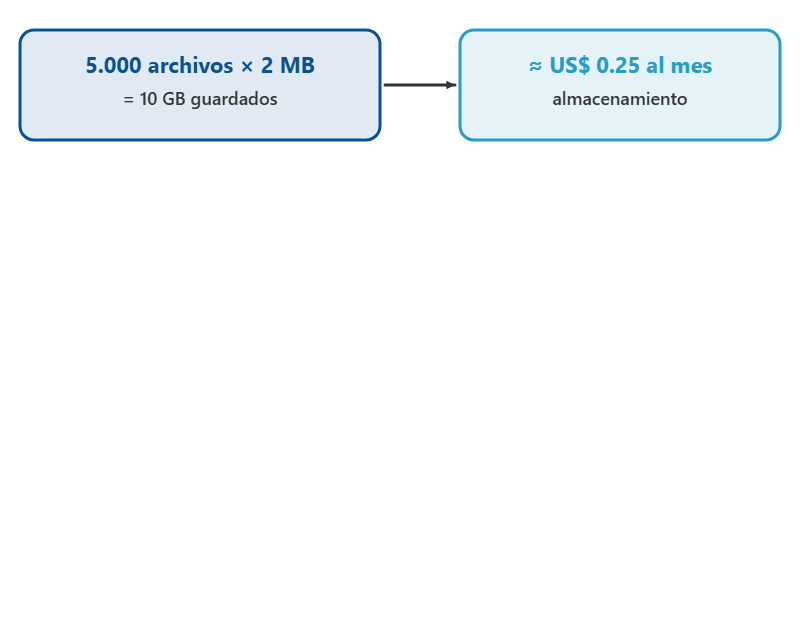 5.000 archivos × 2 MB
= 10 GB guardados
≈ US$ 0.25 al mes
almacenamiento